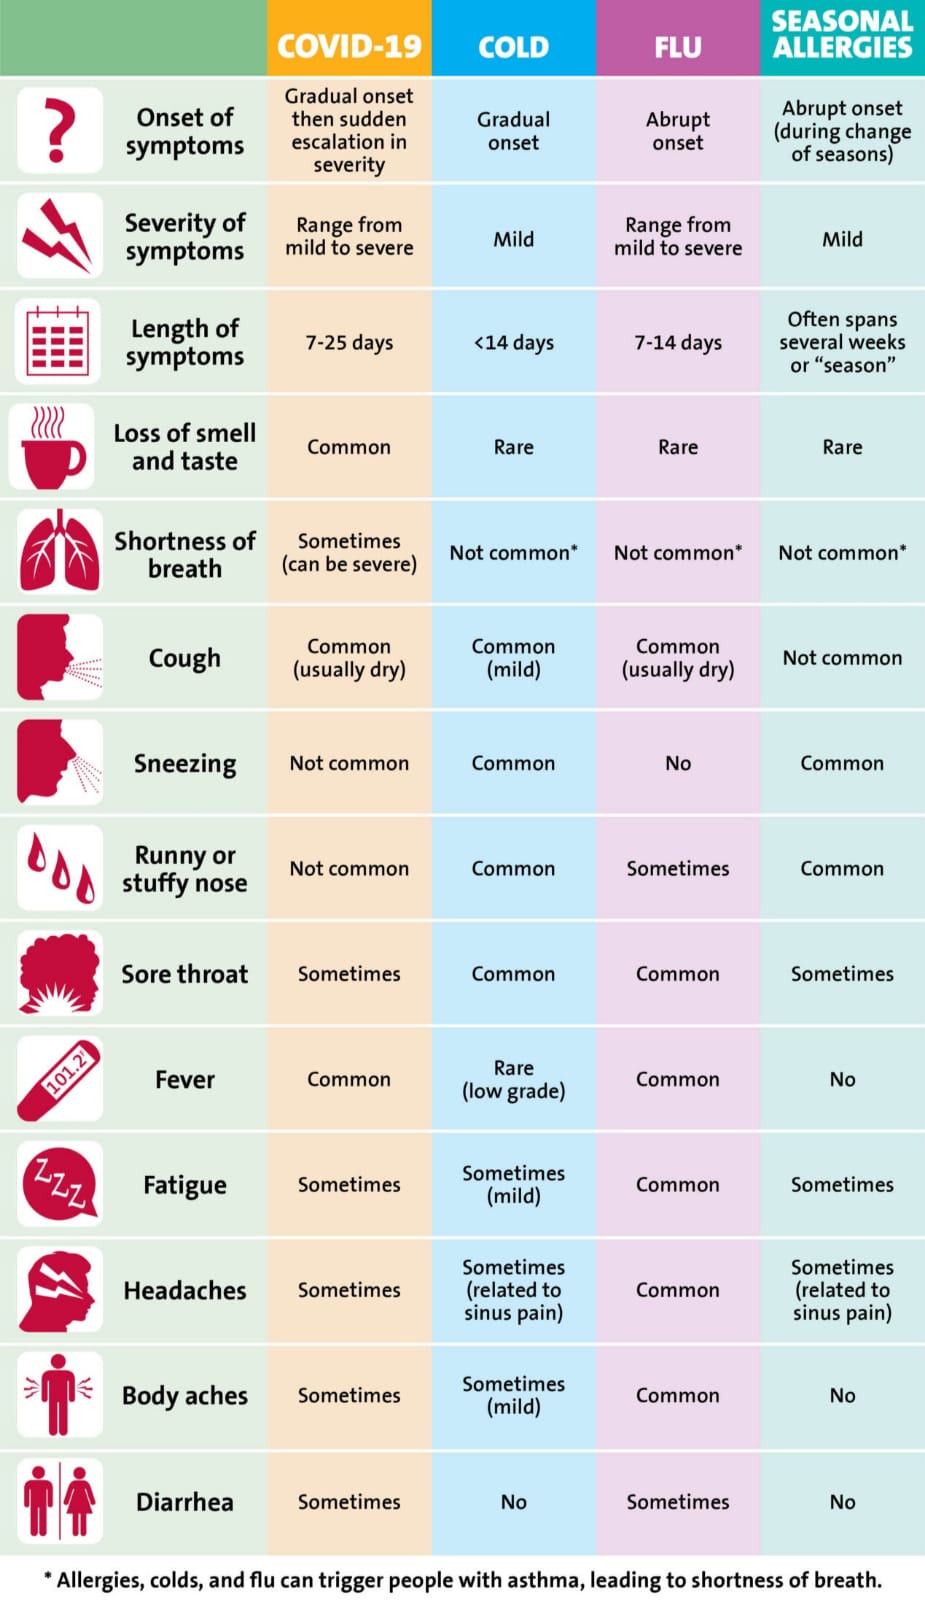 COVID-19
COLD
FLU
SEASONAL
ALLERGIES
Onset of
symptoms
Gradual onset
then sudden
escalation in
severity
Gradual
onset
Abrupt
onset
Abrupt onset
(during change
of seasons)
Severity of
symptoms
Range from
mild to severe
Mild
Range from
mild to severe
Mild
Length of
symptoms
7-25 days
<14 days
7-14 days
Often spans
several weeks
or “season”
Loss of smell
and taste
Common
Rare
Rare
Rare
Shortness of
breath
Sometimes
(can be severe)
Not common*
Not common*
Not common*
Cough
Common
(usually dry)
Common
(mild)
Common
(usually dry)
Not common
Sneezing
Not common
Common
No
Common
Runny or
stuffy nose
Not common
Common
Sometimes
Common
Sore throat
Sometimes
Common
Common
Sometimes
101.2°
Fever
Common
Rare
(low grade)
Common
No
ZZZ
Fatigue
Sometimes
Sometimes
(mild)
Common
Sometimes
Headaches
Sometimes
Sometimes
(related to
sinus pain)
Common
Sometimes
(related to
sinus pain)
Body aches
Sometimes
Sometimes
(mild)
Common
No
Diarrhea
Sometimes
No
Sometimes
No
* Allergies, colds, and flu can trigger people with asthma, leading to shortness of breath.